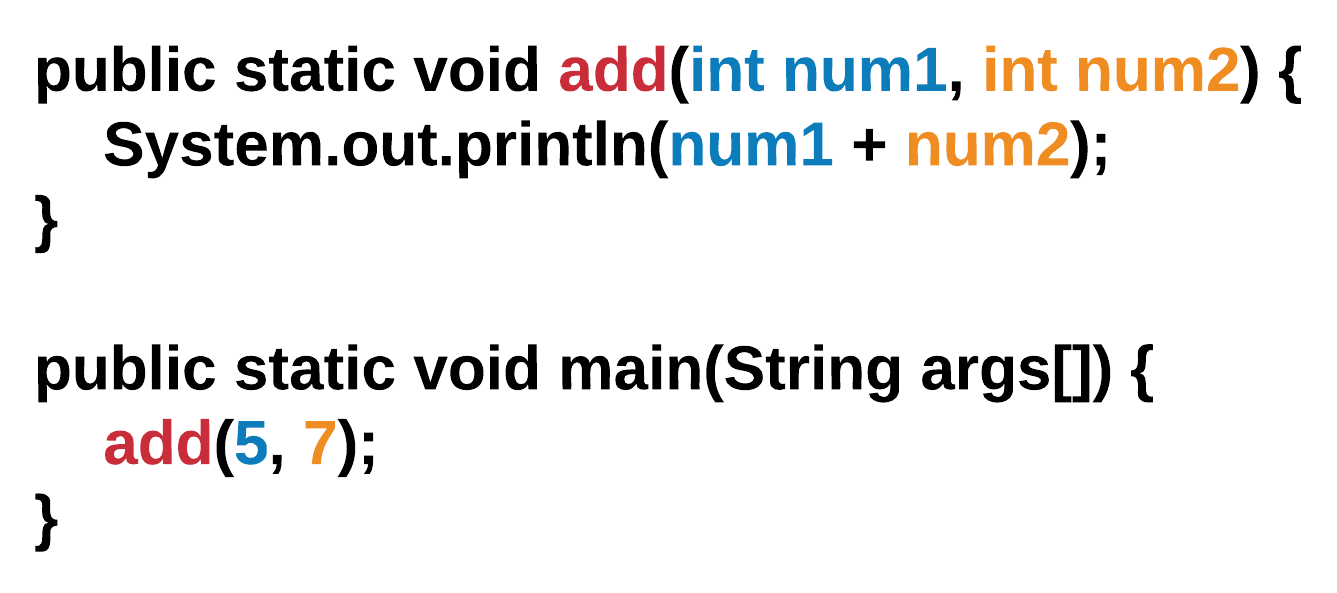 public static void add(int num1, int num2) {
System.out.println(num1 + num2);
}
public static void main(String args[]) {
add(5, 7);
}